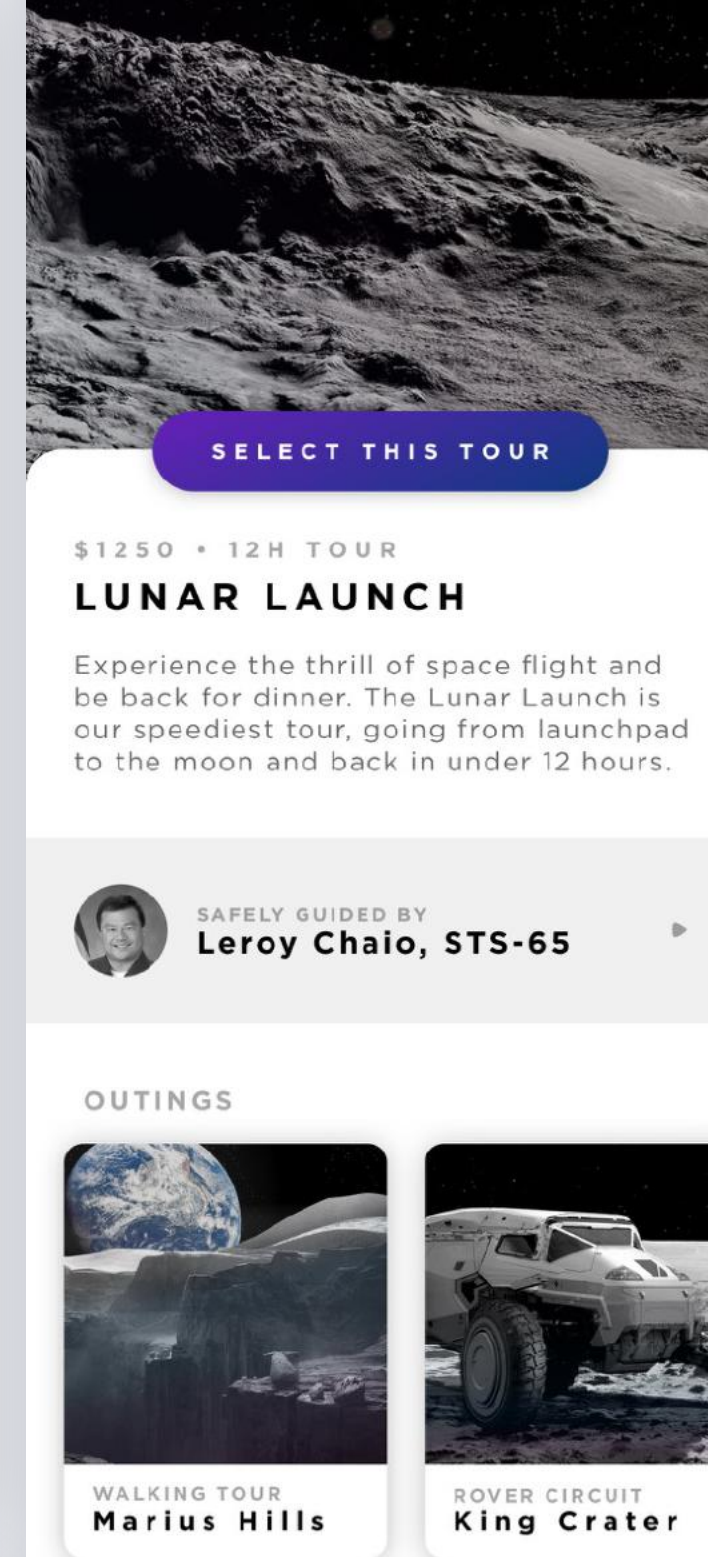 SELECT THIS TOUR
$1250 • 12H TOUR
LUNAR LAUNCH
Experience the thrill of space flight and
be back for dinner. The Lunar Launch is
our speediest tour, going from launchpad
to the moon and back in under 12 hours.
SAFELY GUIDED BY
Leroy Chaio, STS-65
OUTINGS
WALKING TOUR
Marius Hills
ROVER CIRCUIT
King Crater